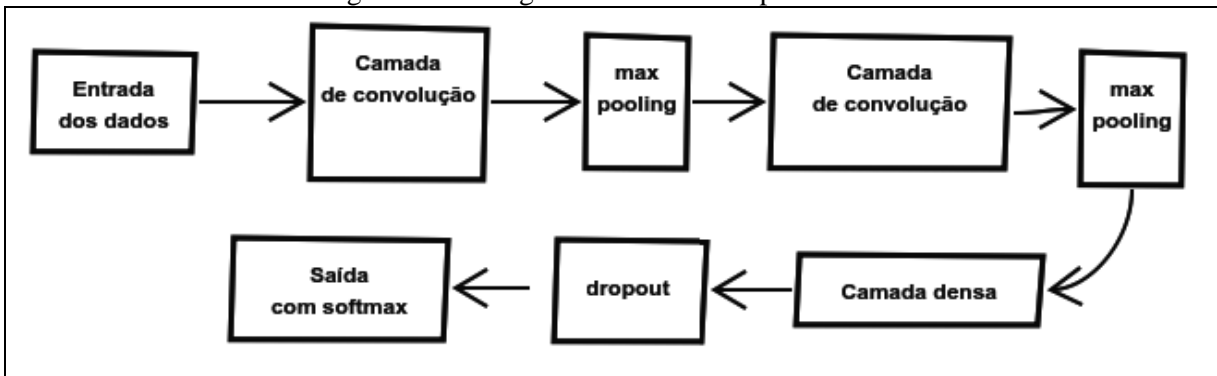 Entrada
dos dados
Camada
de convolução
max
pooling
Camada
de convolução
max
pooling
Camada densa
dropout
Saída
com softmax